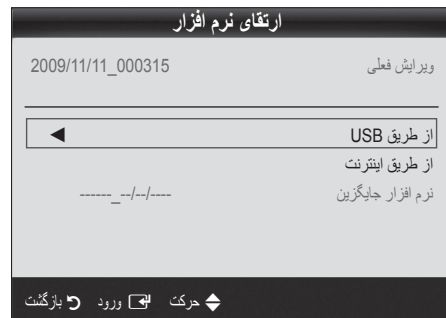 ارتقای نرم افزار
ویرایش فعلی 2009/11/11_000315
از طریق USB ◀
از طریق اینترنت
نرم افزار جایگزین ----/--/--_------
حرکت ورود بازگشت